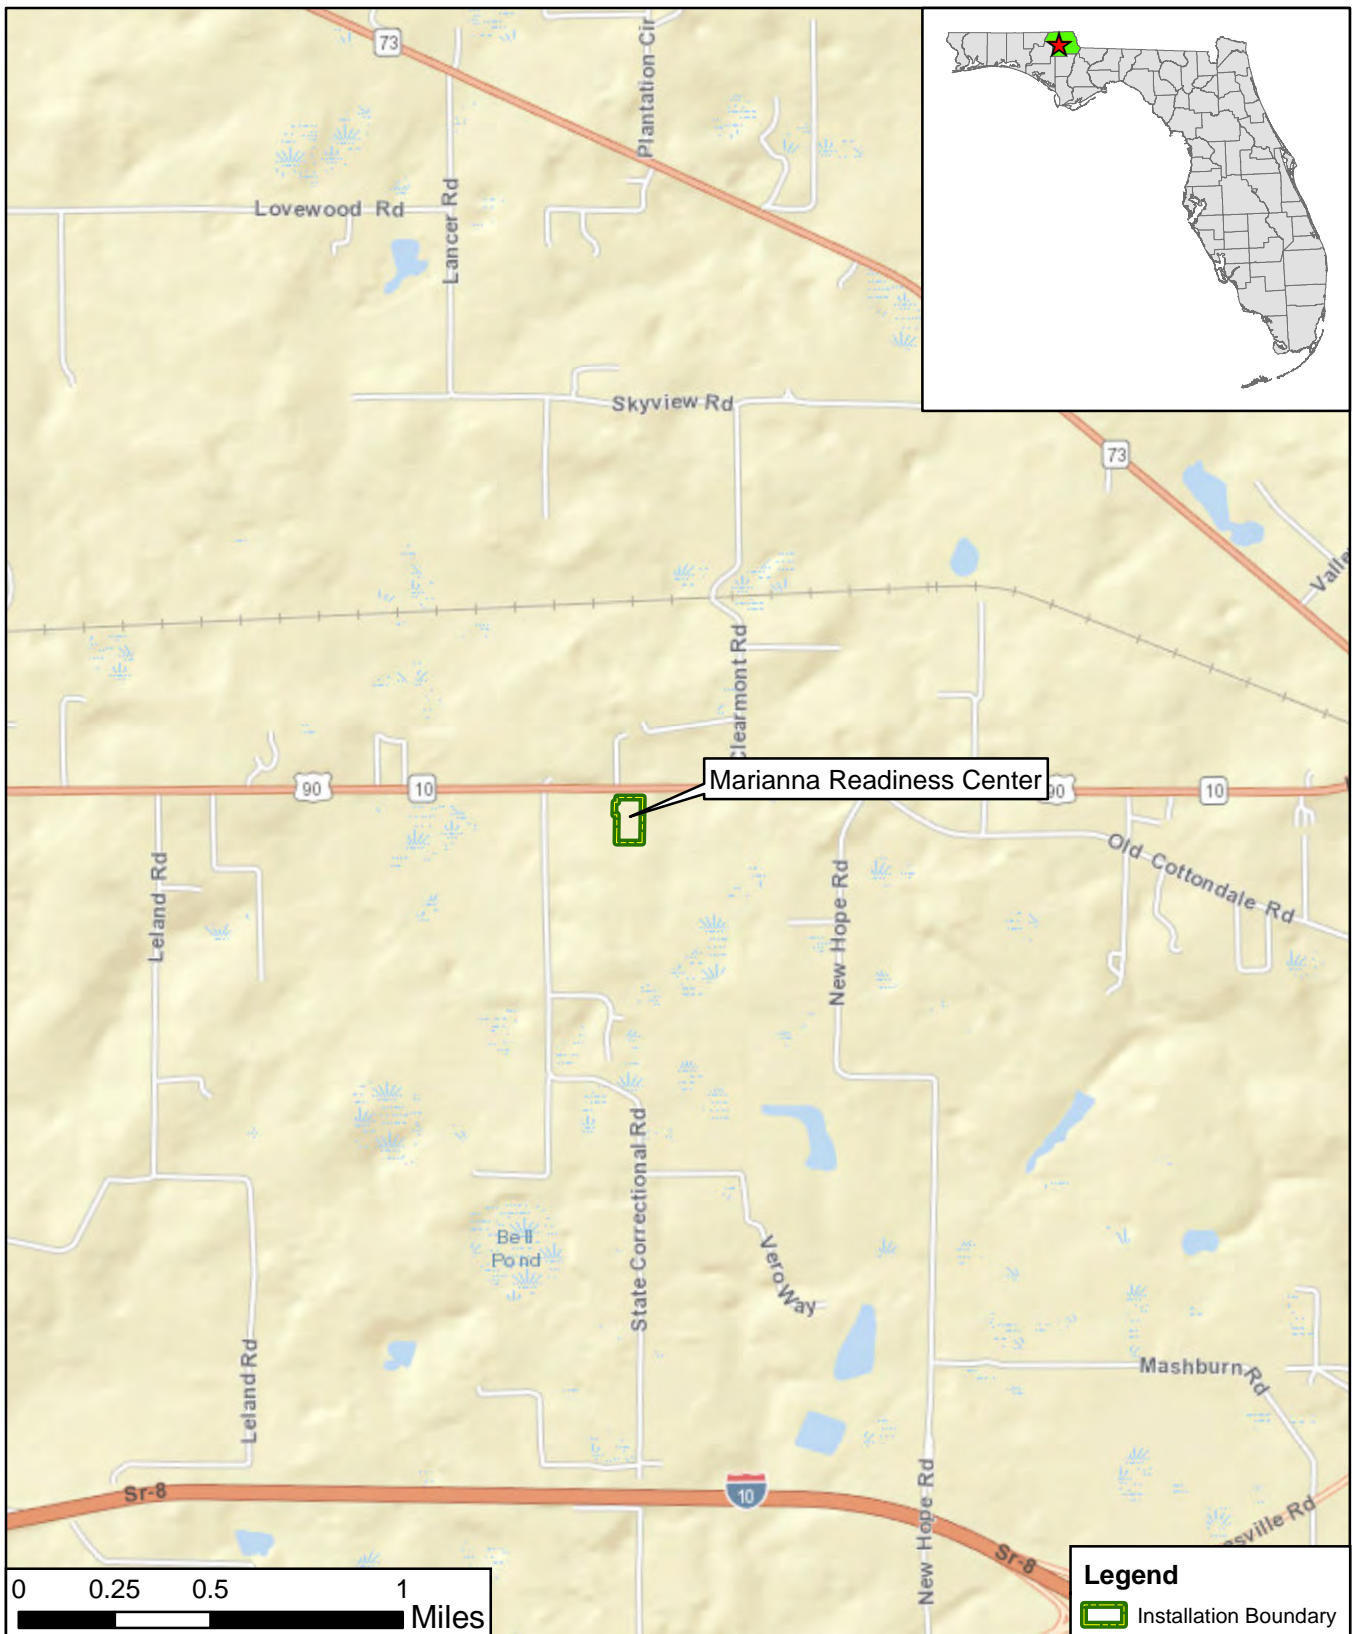 73
Plantation Cir
Lovewood Rd
Lancer Rd
Skyview Rd
73
Clearmont Rd
Marianna Readiness Center
90
10
90
10
Leland Rd
New Hope Rd
Old Cottondale Rd
State Correctional Rd
Bell
Pond
Vero Way
Leland Rd
Mashburn Rd
Sr-8
10
New Hope Rd
Sr-8
0 0.25 0.5 1
Miles
Legend
Installation Boundary